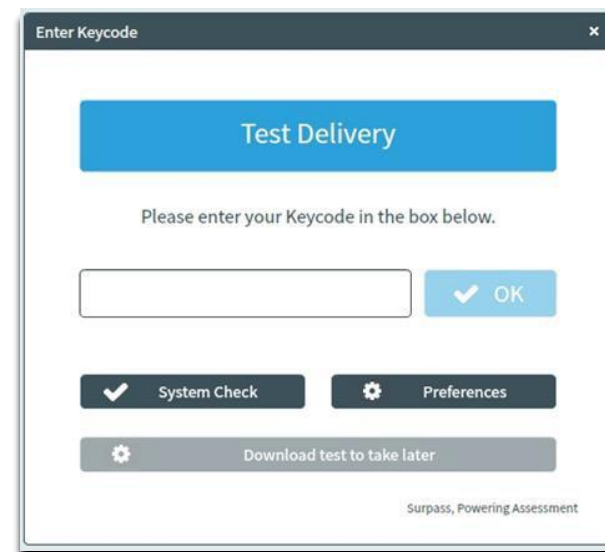 Enter Keycode
×
Test Delivery
Please enter your Keycode in the box below.
OK
System Check
Preferences
Download test to take later
Surpass, Powering Assessment